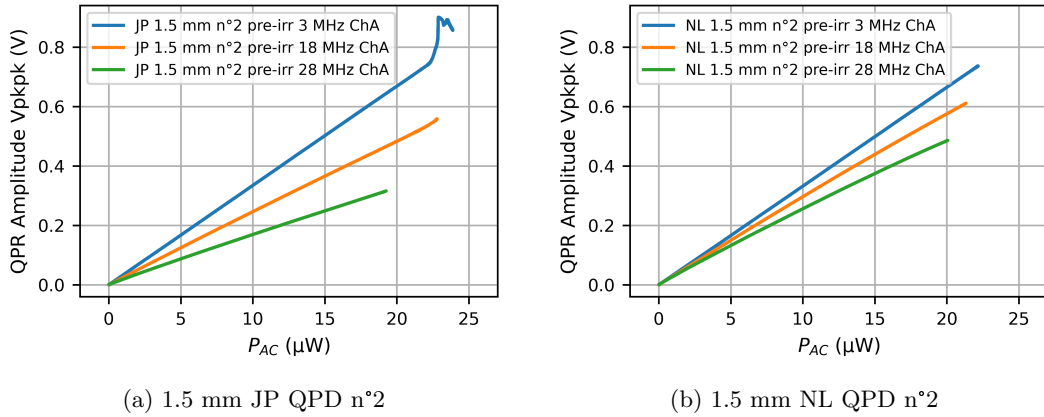 QPR Amplitude Vpkpk (V)
0.8
0.6
0.4
0.2
0.0
JP 1.5 mm n°2 pre-irr 3 MHz ChA
JP 1.5 mm n°2 pre-irr 18 MHz ChA
JP 1.5 mm n°2 pre-irr 28 MHz ChA
0 5 10 15 20 25
P_AC (µW)
(a) 1.5 mm JP QPD n°2
QPR Amplitude Vpkpk (V)
0.8
0.6
0.4
0.2
0.0
NL 1.5 mm n°2 pre-irr 3 MHz ChA
NL 1.5 mm n°2 pre-irr 18 MHz ChA
NL 1.5 mm n°2 pre-irr 28 MHz ChA
0 5 10 15 20 25
P_AC (µW)
(b) 1.5 mm NL QPD n°2